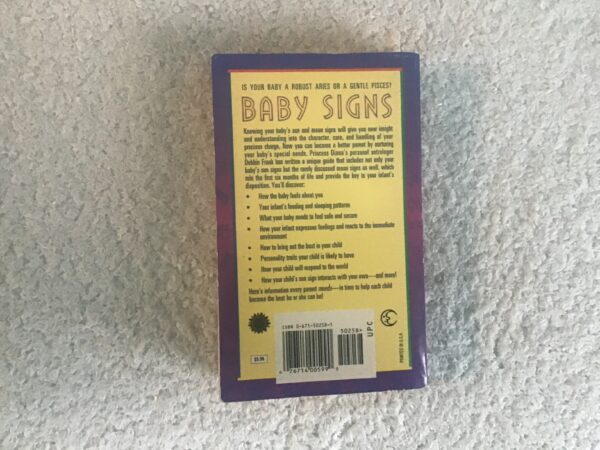 IS YOUR BABY A ROBUST ARIES OR A GENTLE PISCES?
BABY SIGNS
Knowing your baby's sun and moon signs will give you new insight
and understanding into the character, care, and handling of your
precious charge. Now you can become a better parent by nurturing
your baby's special needs. Princess Diana's personal astrologer
Debbie Frank has written a unique guide that includes not only your
baby's sun signs but the rarely discussed moon signs as well, which
rule the first six months of life and provide the key to your infant's
disposition. You'll discover:
• How the baby feels about you
• Your infant's feeding and sleeping patterns
• What your baby needs to feel safe and secure
• How your infant expresses feelings and reacts to the immediate
environment
• How to bring out the best in your child
• Personality traits your child is likely to have
• How your child will respond to the world
• How your child's sun sign interacts with your own—and more!
Here's information every parent needs—in time to help each child
become the best he or she can be!
ISBN 0-671-50258-1
50258
UPC
$5.99
PRINTED IN U.S.A.